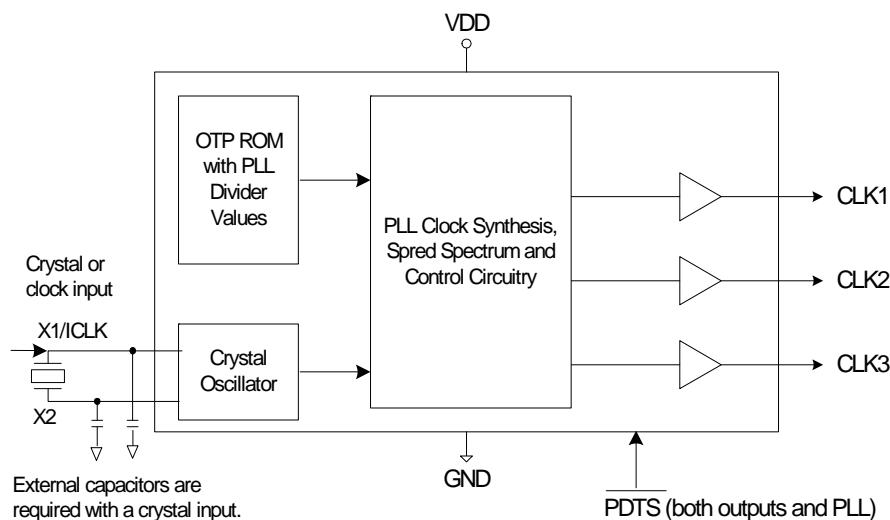 VDD
OTP ROM
with PLL
Divider
Values
PLL Clock Synthesis,
Spred Spectrum and
Control Circuitry
CLK1
CLK2
CLK3
Crystal or
clock input
X1/ICLK
Crystal
Oscillator
X2
External capacitors are
required with a crystal input.
GND
PDTS (both outputs and PLL)